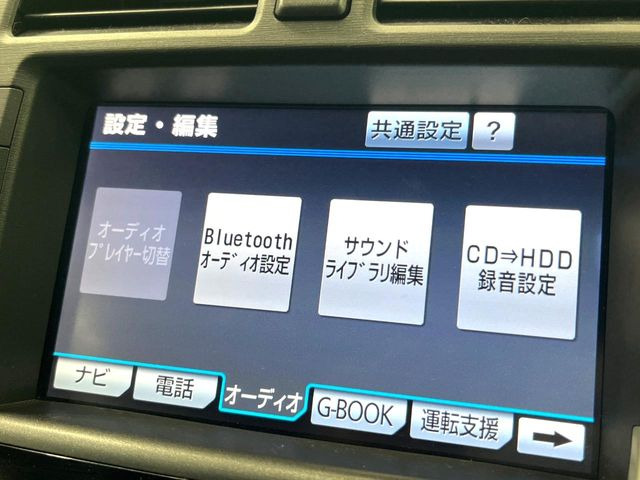 設定・編集
共通設定
?
オーディオ
プレイヤー切替
Bluetooth
オーディオ設定
サウンド
ライブラリ編集
CD⇒HDD
録音設定
ナビ
電話
オーディオ
G-BOOK
運転支援
→